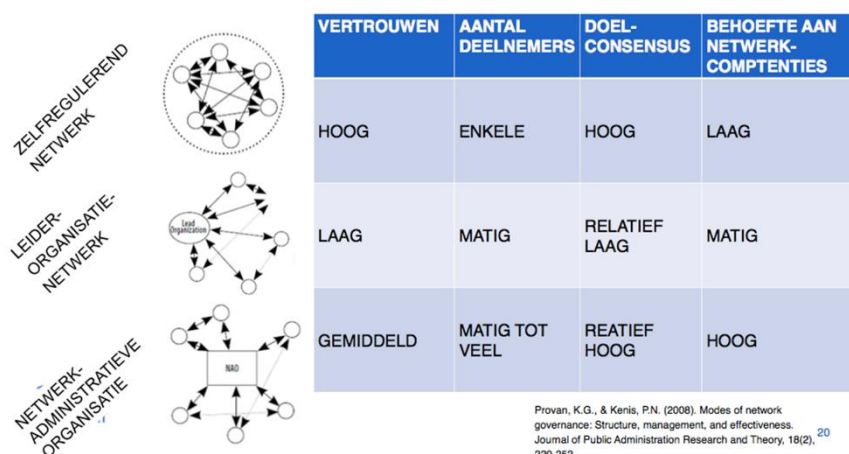 VERTROUWEN
AANTAL
DEELNEMERS
DOEL-
CONSENSUS
BEHOEFTE AAN
NETWERK-
COMPTENTIES
ZELFREGULEREND
NETWERK
HOOG
ENKELE
HOOG
LAAG
LEIDER-
ORGANISATIE-
NETWERK
Lead
Organization
LAAG
MATIG
RELATIEF
LAAG
MATIG
NETWERK-
ADMINISTRATIEVE
ORGANISATIE
NAO
GEMIDDELD
MATIG TOT
VEEL
REATIEF
HOOG
HOOG
Provan, K.G., & Kenis, P.N. (2008). Modes of network
governance: Structure, management, and effectiveness.
Journal of Public Administration Research and Theory, 18(2),
20